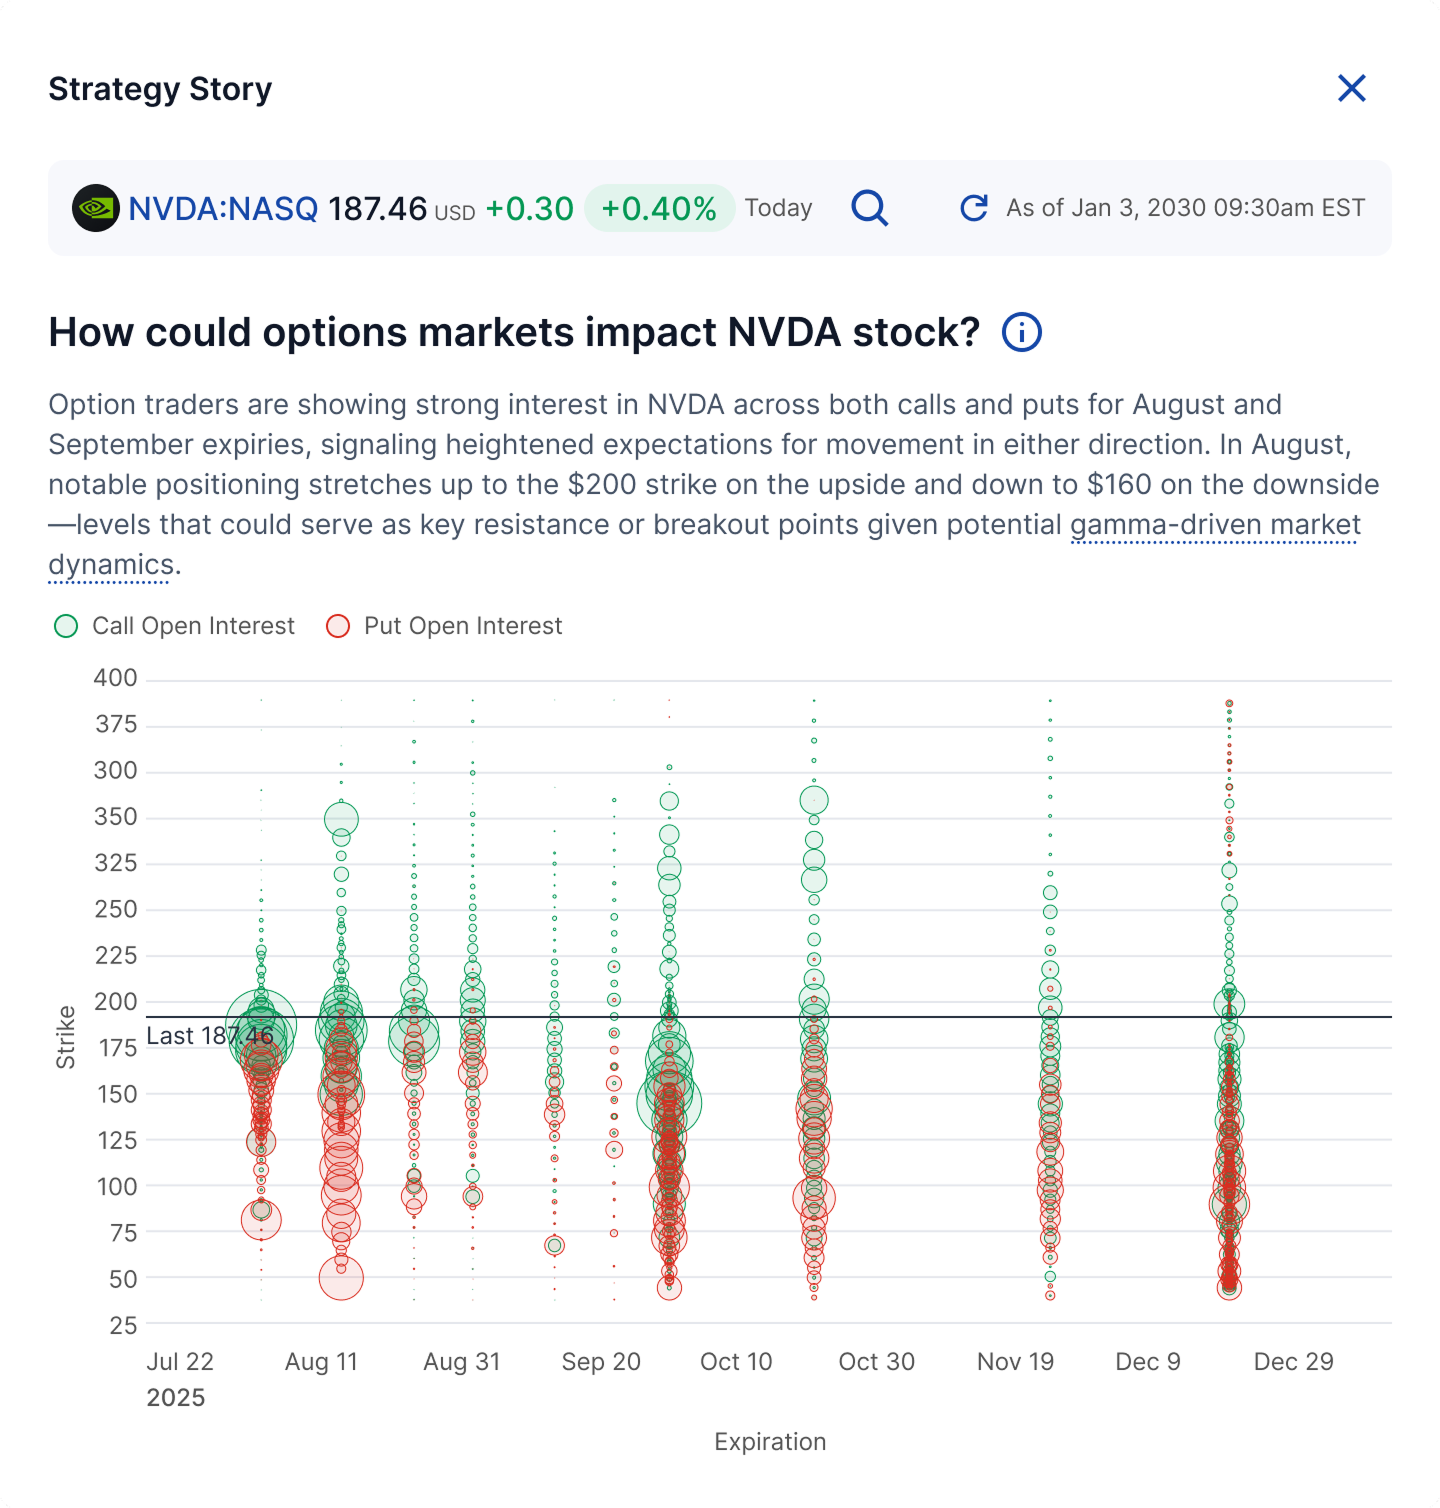 Strategy Story
NVDA:NASQ 187.46 USD +0.30 +0.40% Today As of Jan 3, 2030 09:30am EST
How could options markets impact NVDA stock?
Option traders are showing strong interest in NVDA across both calls and puts for August and
September expiries, signaling heightened expectations for movement in either direction. In August,
notable positioning stretches up to the $200 strike on the upside and down to $160 on the downside
—levels that could serve as key resistance or breakout points given potential gamma-driven market
dynamics.
Call Open Interest Put Open Interest
400
375
300
350
325
250
225
200
Last 187.46
175
150
125
100
75
50
25
Strike
Jul 22 Aug 11 Aug 31 Sep 20 Oct 10 Oct 30 Nov 19 Dec 9 Dec 29
2025
Expiration